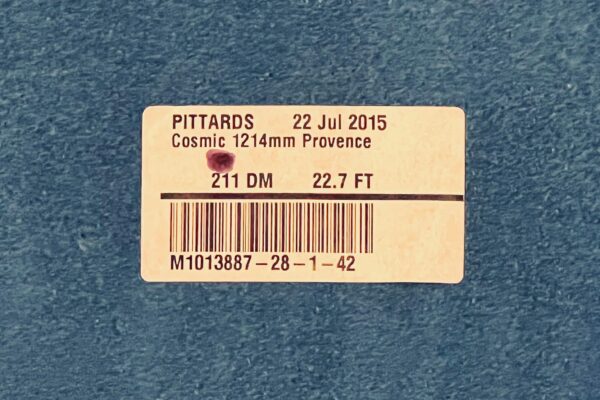 PITTARDS 22 Jul 2015
Cosmic 1214mm Provence
211 DM 22.7 FT
M1013887-28-1-42